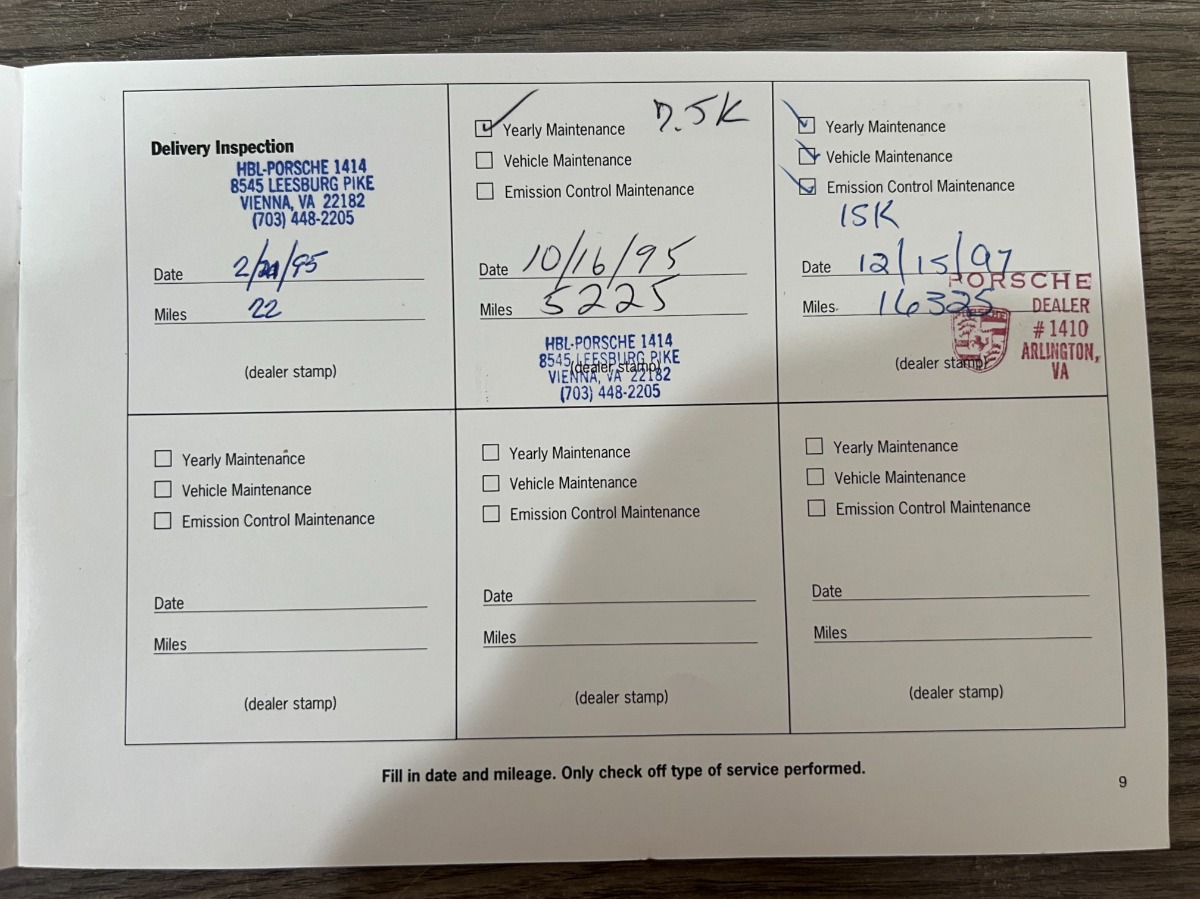 Delivery Inspection
HBL-PORSCHE 1414
8545 LEESBURG PIKE
VIENNA, VA 22182
(703) 448-2205
Date 2/ /95
Miles 22
(dealer stamp)
Yearly Maintenance 7.5K
Vehicle Maintenance
Emission Control Maintenance
Date 10/16/95
Miles 5225
HBL-PORSCHE 1414
8545 LEESBURG PIKE
(dealer stamp)
VIENNA, VA 22182
(703) 448-2205
Yearly Maintenance
Vehicle Maintenance
Emission Control Maintenance
15K
Date 12/15/97
Miles 16325
PORSCHE
DEALER
# 1410
ARLINGTON,
VA
(dealer stamp)
Yearly Maintenance
Vehicle Maintenance
Emission Control Maintenance
Date
Miles
(dealer stamp)
Yearly Maintenance
Vehicle Maintenance
Emission Control Maintenance
Date
Miles
(dealer stamp)
Yearly Maintenance
Vehicle Maintenance
Emission Control Maintenance
Date
Miles
(dealer stamp)
Fill in date and mileage. Only check off type of service performed.
9